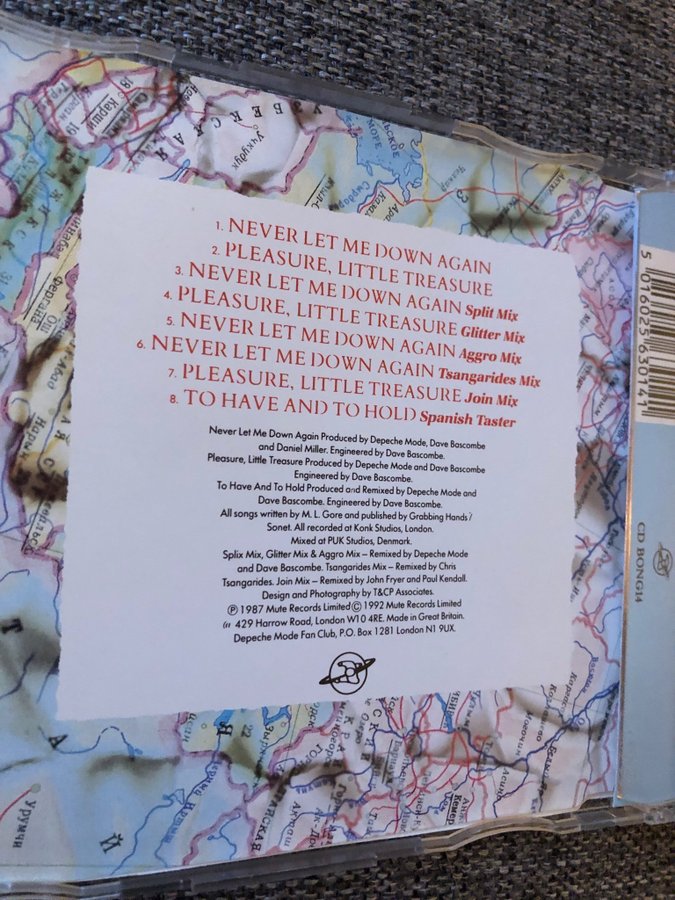 1. NEVER LET ME DOWN AGAIN
2. PLEASURE, LITTLE TREASURE
3. NEVER LET ME DOWN AGAIN Split Mix
4. PLEASURE, LITTLE TREASURE Glitter Mix
5. NEVER LET ME DOWN AGAIN Aggro Mix
6. NEVER LET ME DOWN AGAIN Tsangarides Mix
7. PLEASURE, LITTLE TREASURE Join Mix
8. TO HAVE AND TO HOLD Spanish Taster
Never Let Me Down Again Produced by Depeche Mode, Dave Bascombe
and Daniel Miller. Engineered by Dave Bascombe.
Pleasure, Little Treasure Produced by Depeche Mode and Dave Bascombe
Engineered by Dave Bascombe.
To Have And To Hold Produced and Remixed by Depeche Mode and
Dave Bascombe. Engineered by Dave Bascombe.
All songs written by M. L. Gore and published by Grabbing Hands/
Sonet. All recorded at Konk Studios, London.
Mixed at PUK Studios, Denmark.
Splix Mix, Glitter Mix & Aggro Mix – Remixed by Depeche Mode
and Dave Bascombe. Tsangarides Mix – Remixed by Chris
Tsangarides. Join Mix – Remixed by John Fryer and Paul Kendall.
Design and Photography by T&CP Associates.
Ⓟ 1987 Mute Records Limited Ⓒ 1992 Mute Records Limited
429 Harrow Road, London W10 4RE. Made in Great Britain.
Depeche Mode Fan Club, P.O. Box 1281 London N1 9UX.
5 016025 630141
CD BONG14
Карши
УЗБЕКСКАЯ
Учкудук
МОРЕ
Фергана
Ош
Урумчи